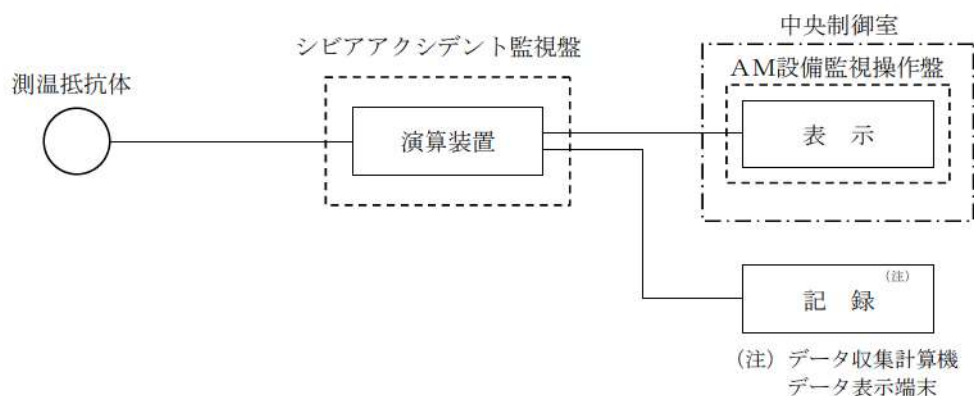 中央制御室
シビアアクシデント監視盤
AM設備監視操作盤
測温抵抗体
演算装置
表 示
記 録 (注)
(注) データ収集計算機
データ表示端末